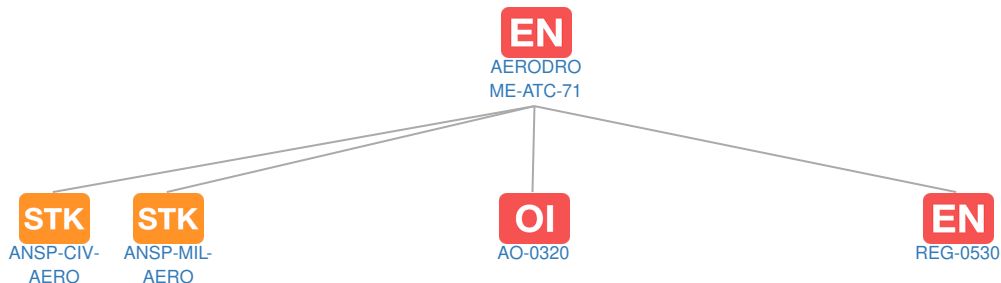 EN
AERODRO
ME-ATC-71
STK
ANSP-CIV-
AERO
STK
ANSP-MIL-
AERO
OI
AO-0320
EN
REG-0530